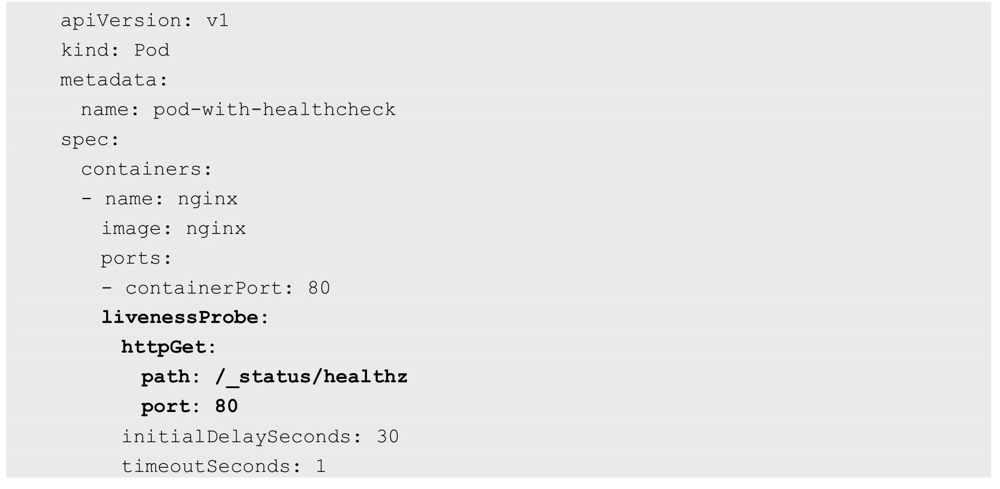 apiVersion: v1
kind: Pod
metadata:
  name: pod-with-healthcheck
spec:
  containers:
  - name: nginx
    image: nginx
    ports:
    - containerPort: 80
    livenessProbe:
      httpGet:
        path: /_status/healthz
        port: 80
      initialDelaySeconds: 30
      timeoutSeconds: 1